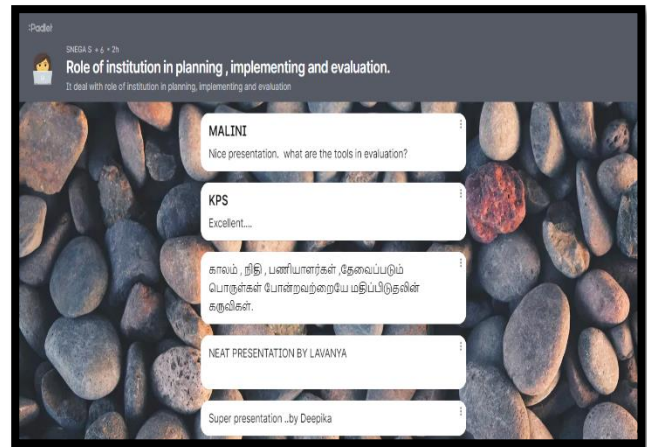 :Padlet
SNEGA S + 6 • 2h
Role of institution in planning , implementing and evaluation.
It deal with role of institution in planning, implementing and evaluation
MALINI
Nice presentation. what are the tools in evaluation?
KPS
Excellent....
காலம் , நிதி , பணியாளர்கள் ,தேவைப்படும்
பொருள்கள் போன்றவற்றையே மதிப்பிடுதலின்
கருவிகள்.
NEAT PRESENTATION BY LAVANYA
Super presentation ..by Deepika